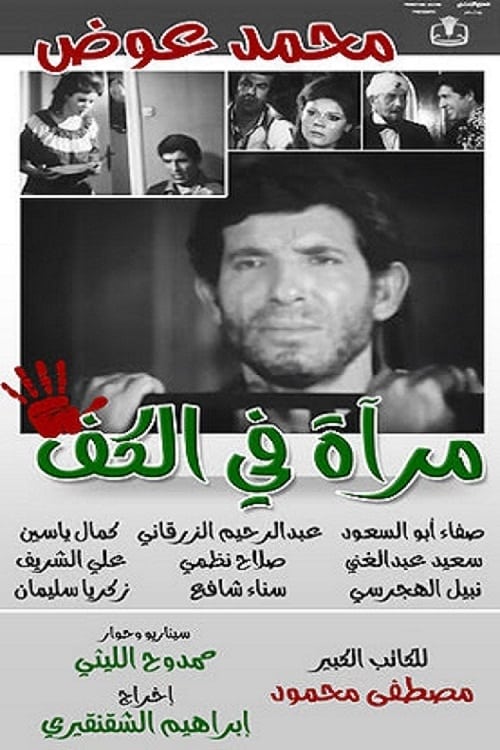 محمد عوض
مرآة في الكف
صفاء أبو السعود عبدالرحيم الزرقاني كمال ياسين
سعيد عبدالغني صلاح نظمي علي الشريف
نبيل الهجرسي سناء شافع زكريا سليمان
للكاتب الكبير
مصطفى محمود
سيناريو وحوار
ممدوح الليثي
إخراج
إبراهيم الشقنقيري